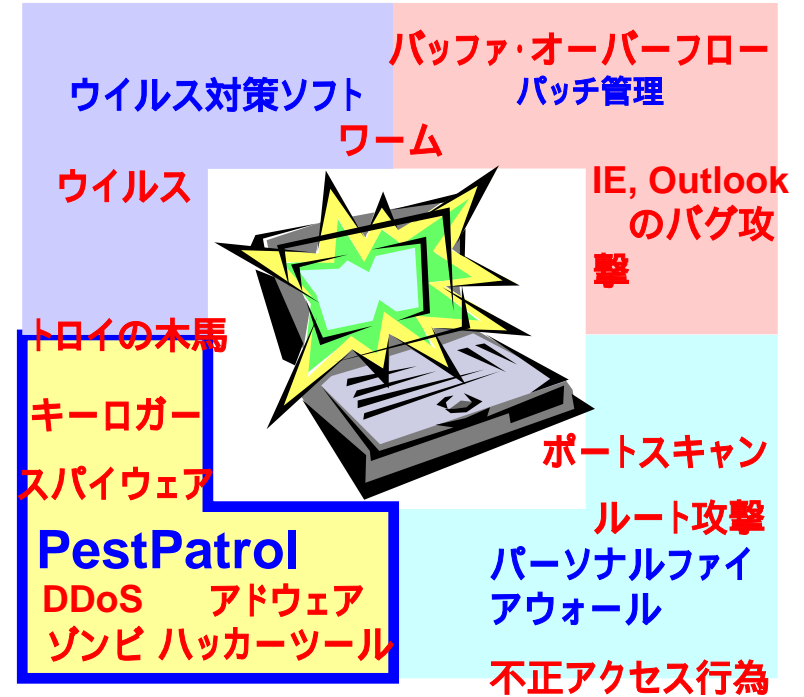 バッファ・オーバーフロー
ウイルス対策ソフト
パッチ管理
ワーム
ウイルス
IE, Outlook
のバグ攻
撃
トロイの木馬
キーロガー
スパイウェア
PestPatrol
DDoS アドウェア
ゾンビ ハッカーツール
ポートスキャン
ルート攻撃
パーソナルファイ
アウォール
不正アクセス行為